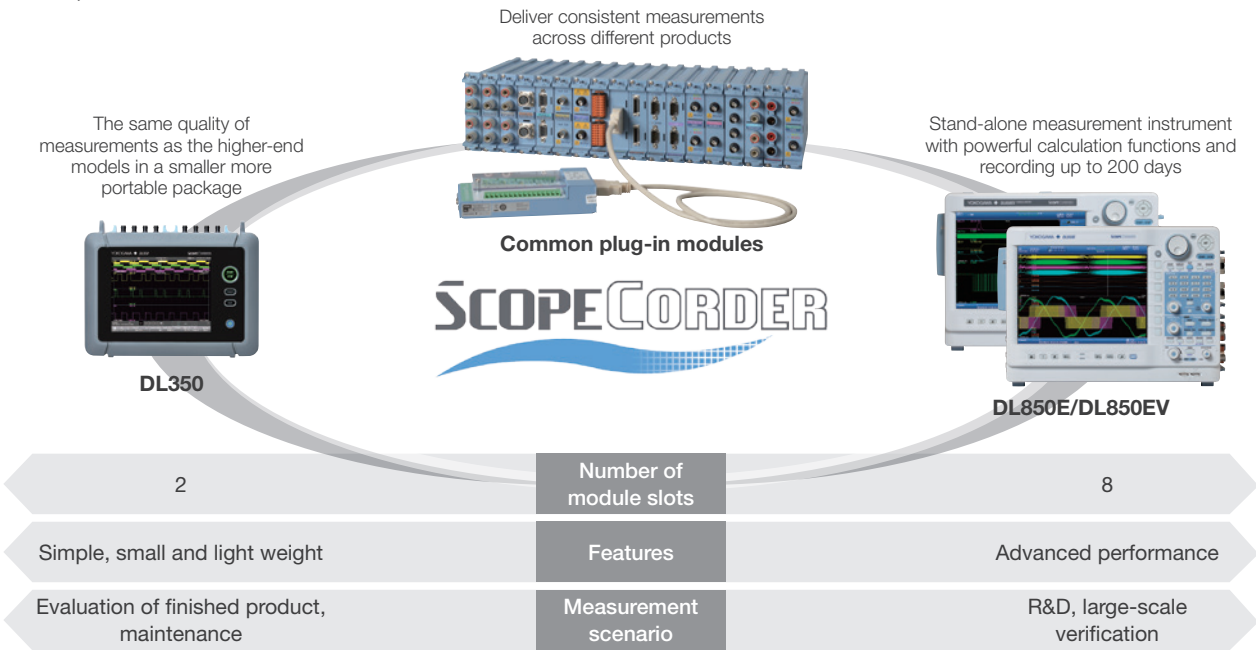 Deliver consistent measurements
across different products
The same quality of
measurements as the higher-end
models in a smaller more
portable package
Stand-alone measurement instrument
with powerful calculation functions and
recording up to 200 days
Common plug-in modules
SCOPECORDER
DL350
DL850E/DL850EV
2
Number of
module slots
8
Simple, small and light weight
Features
Advanced performance
Evaluation of finished product,
maintenance
Measurement
scenario
R&D, large-scale
verification